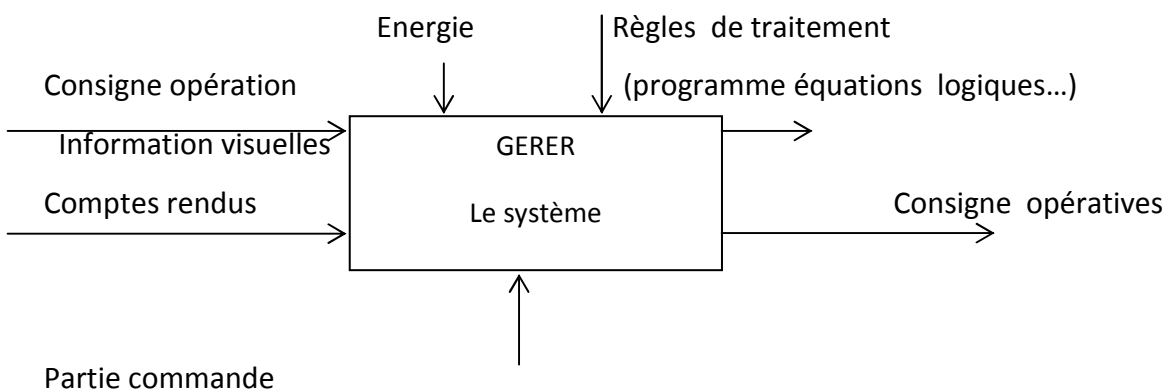 Energie Règles de traitement
Consigne opération (programme équations logiques...)
Information visuelles GERER
Comptes rendus Le système Consigne opératives
Partie commande